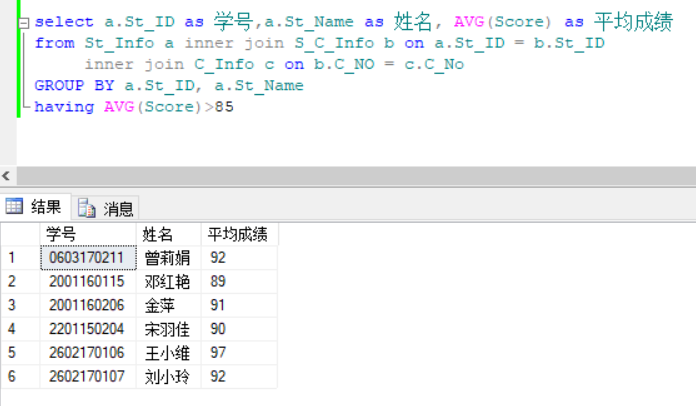 select a.St_ID as 学号,a.St_Name as 姓名, AVG(Score) as 平均成绩
from St_Info a inner join S_C_Info b on a.St_ID = b.St_ID
inner join C_Info c on b.C_NO = c.C_No
GROUP BY a.St_ID, a.St_Name
having AVG(Score)>85
结果 消息
学号 姓名 平均成绩
1 0603170211 曾莉娟 92
2 2001160115 邓红艳 89
3 2001160206 金萍 91
4 2201150204 宋羽佳 90
5 2602170106 王小维 97
6 2602170107 刘小玲 92